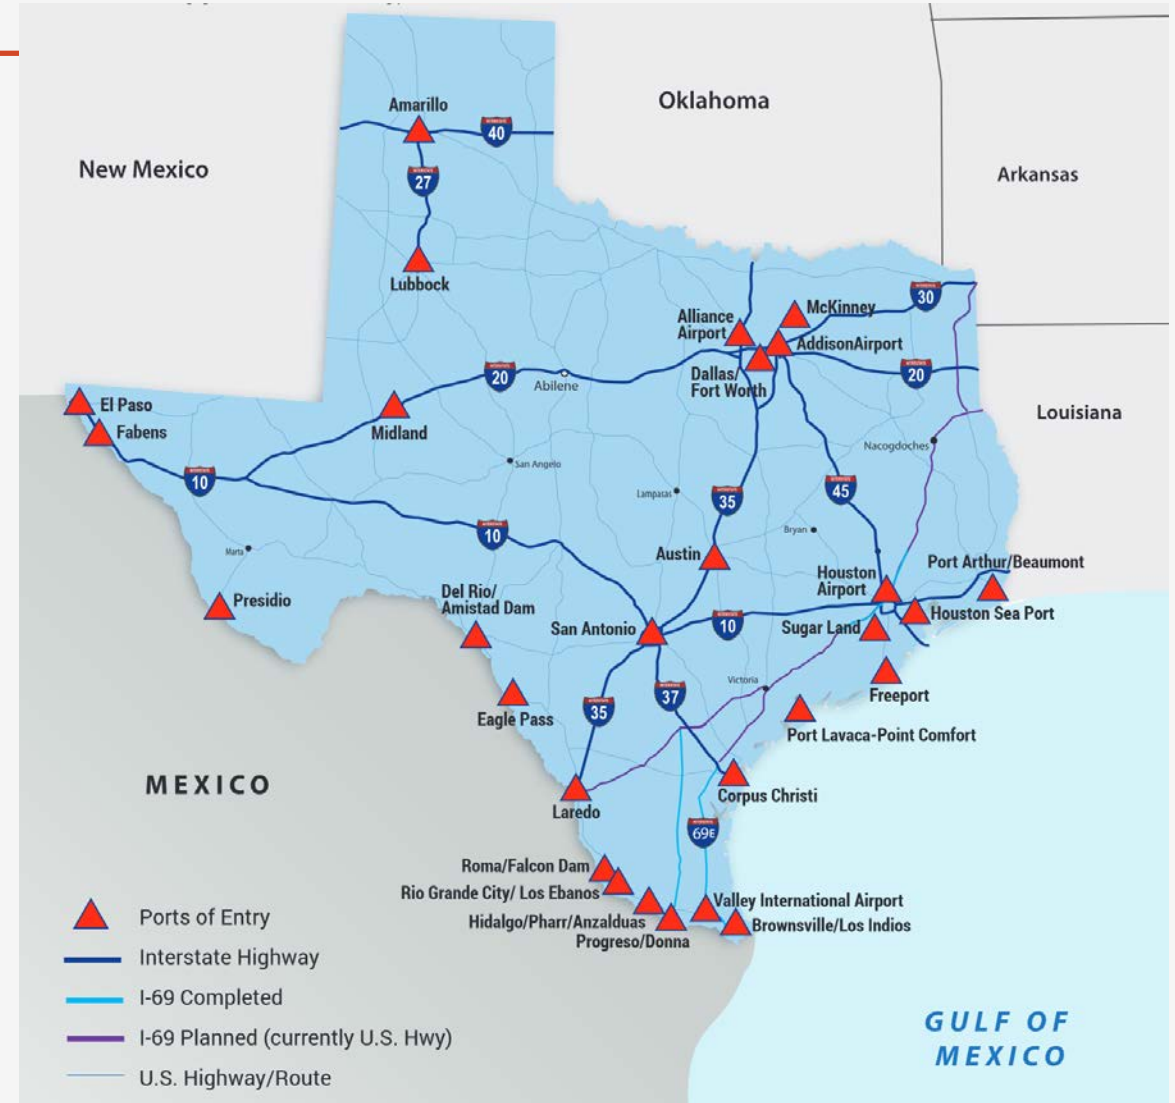 Oklahoma
Amarillo
40
New Mexico
Arkansas
27
Lubbock
30
McKinney
Alliance
Airport
AddisonAirport
Dallas/
Fort Worth
20
20
Abilene
El Paso
Fabens
Midland
Louisiana
Nacogdoches
San Angelo
10
Lampasas
35
45
10
Bryan
Marfa
Austin
Houston
Airport
Port Arthur/Beaumont
Presidio
Del Rio/
Amistad Dam
San Antonio
10
Sugar Land
Houston Sea Port
Victoria
37
35
Freeport
Eagle Pass
Port Lavaca-Point Comfort
MEXICO
Corpus Christi
Laredo
69E
Roma/Falcon Dam
Rio Grande City/ Los Ebanos
Valley International Airport
Hidalgo/Pharr/Anzalduas
Brownsville/Los Indios
Progreso/Donna
Ports of Entry
Interstate Highway
I-69 Completed
I-69 Planned (currently U.S. Hwy)
U.S. Highway/Route
GULF OF
MEXICO